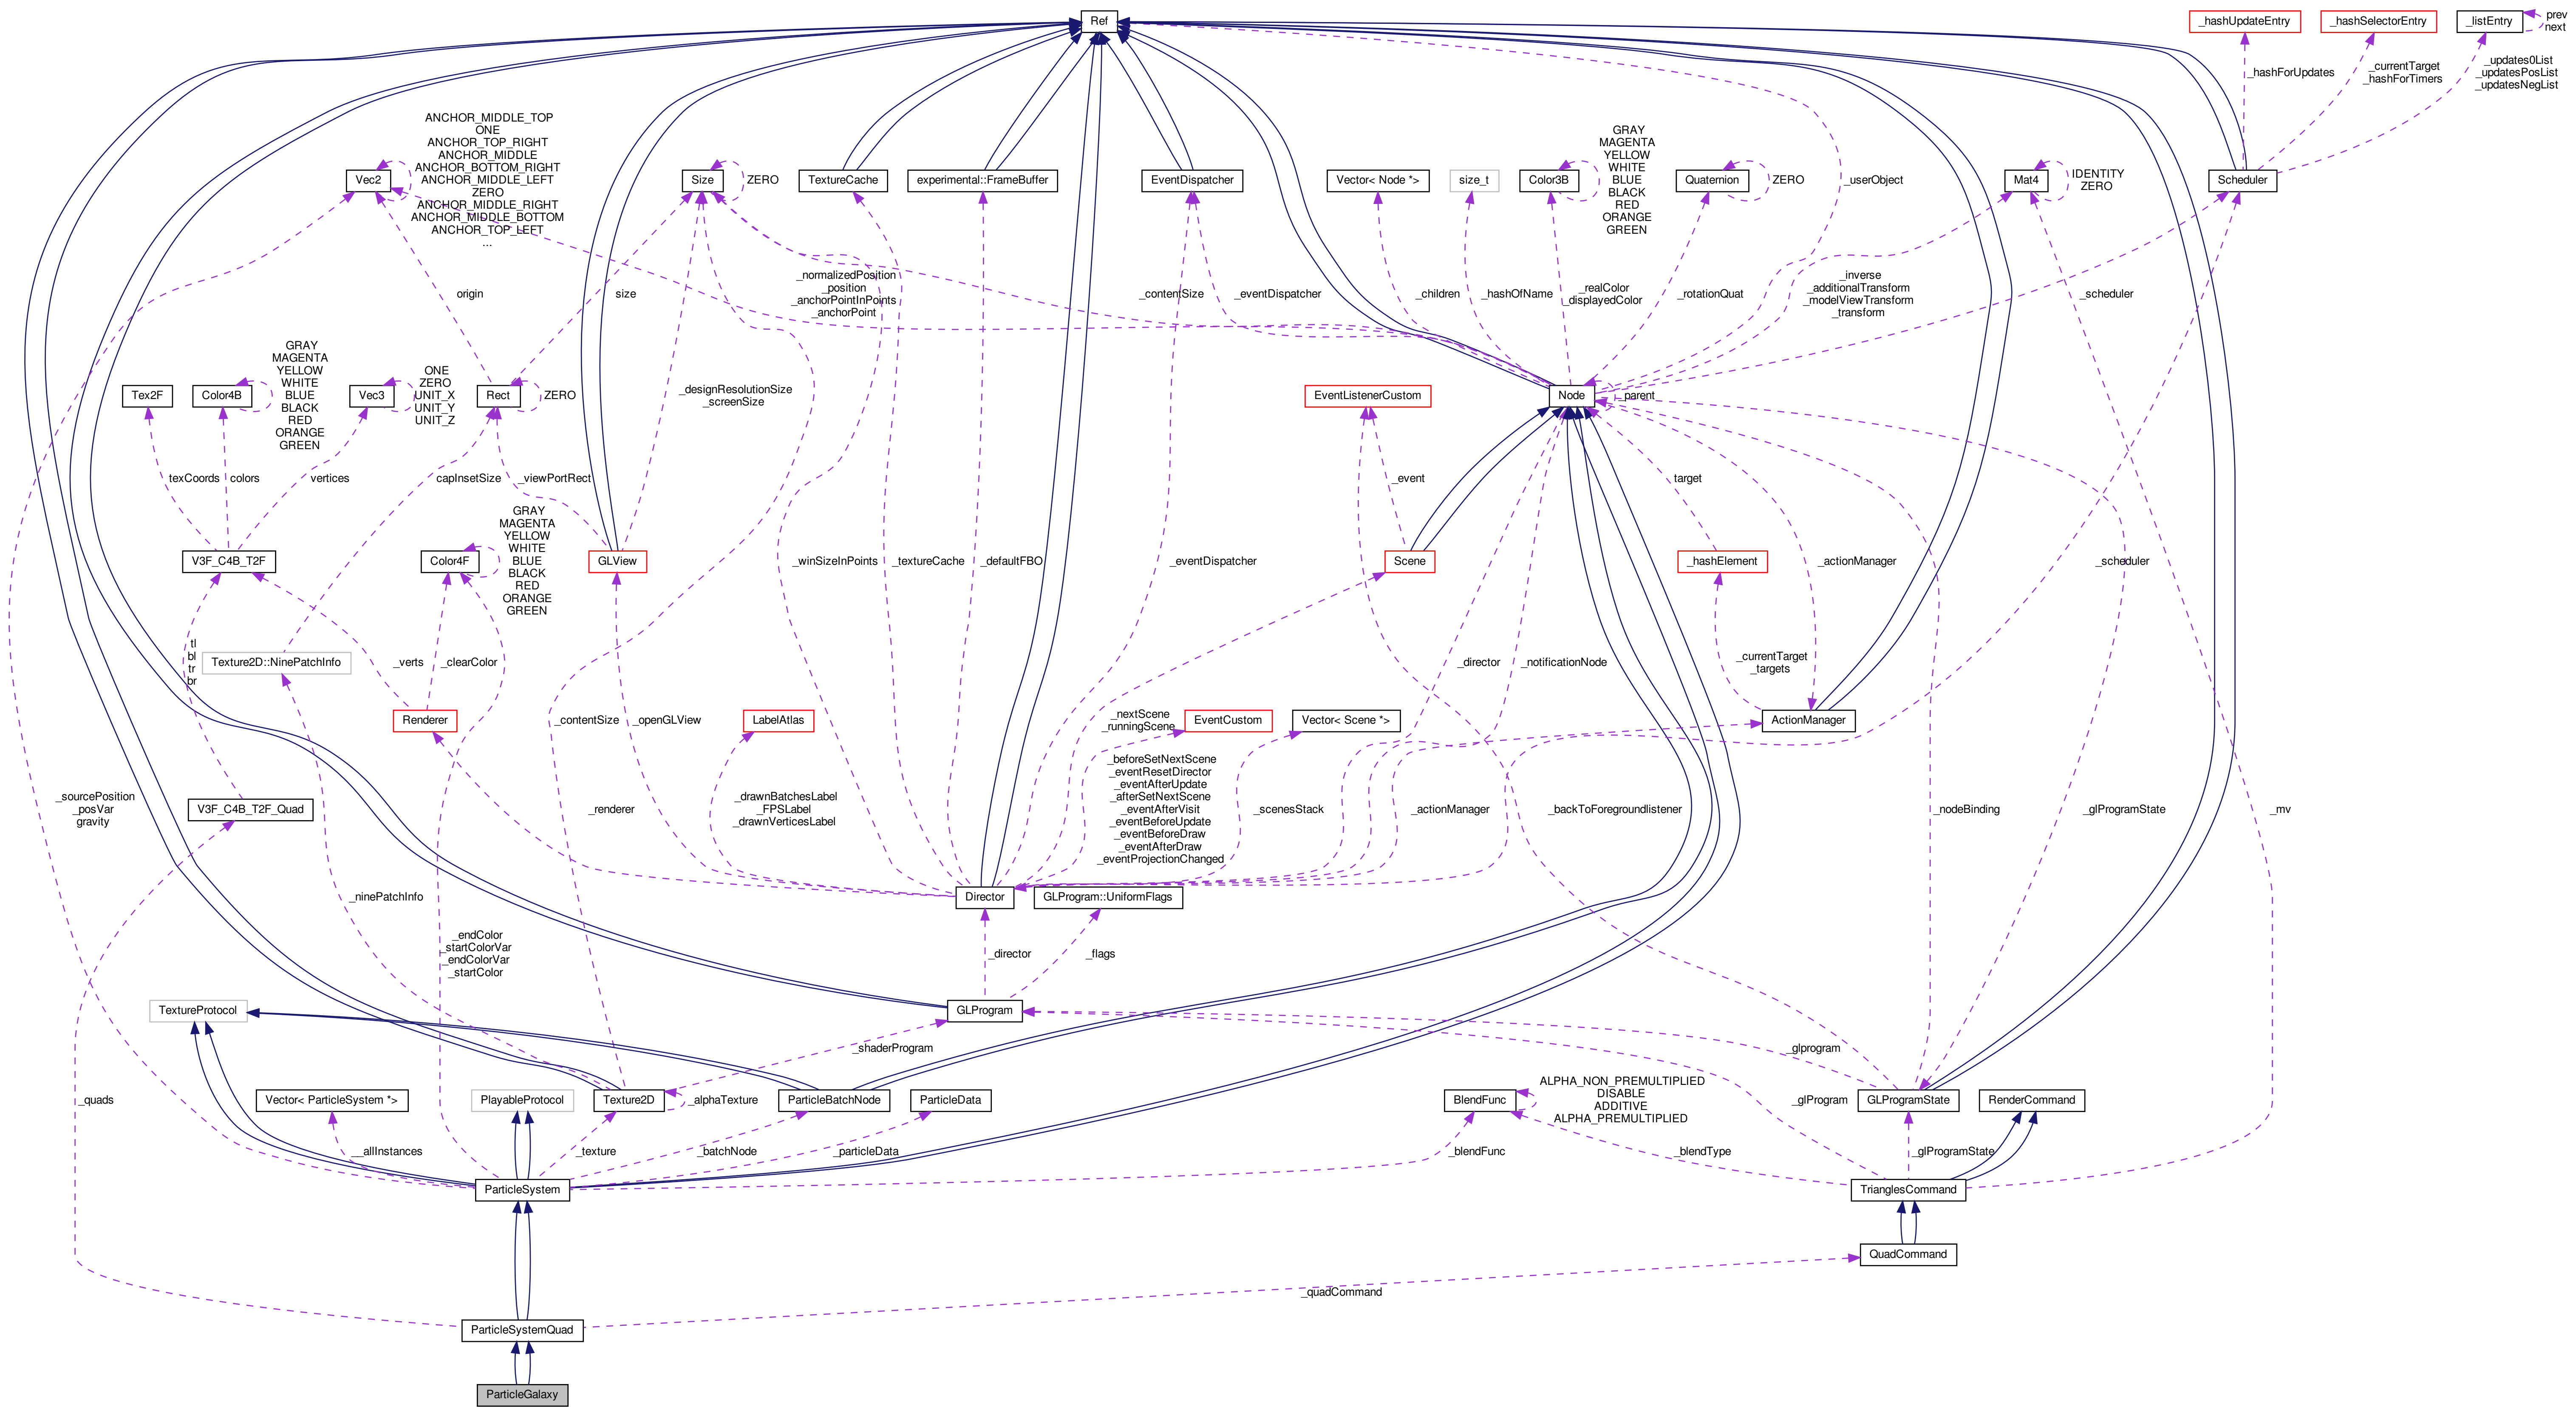 Ref
_hashUpdateEntry
_hashSelectorEntry
_listEntry
prev
next
_hashForUpdates
_currentTarget
_hashForTimers
_updates0List
_updatesPosList
_updatesNegList
Vec2
ANCHOR_MIDDLE_TOP
ONE
ANCHOR_TOP_RIGHT
ANCHOR_MIDDLE
ANCHOR_BOTTOM_RIGHT
ANCHOR_MIDDLE_LEFT
ZERO
ANCHOR_MIDDLE_RIGHT
ANCHOR_MIDDLE_BOTTOM
ANCHOR_TOP_LEFT
...
Size
ZERO
TextureCache
experimental::FrameBuffer
EventDispatcher
Vector< Node *>
size_t
Color3B
GRAY
MAGENTA
YELLOW
WHITE
BLUE
BLACK
RED
ORANGE
GREEN
Quaternion
ZERO
_userObject
Mat4
IDENTITY
ZERO
Scheduler
origin
size
_normalizedPosition
_position
_anchorPointInPoints
_anchorPoint
_contentSize
_eventDispatcher
_children
_hashOfName
_realColor
_displayedColor
_rotationQuat
_inverse
_additionalTransform
_modelViewTransform
_transform
_scheduler
Tex2F
Color4B
GRAY
MAGENTA
YELLOW
WHITE
BLUE
BLACK
RED
ORANGE
GREEN
Vec3
ONE
ZERO
UNIT_X
UNIT_Y
UNIT_Z
Rect
ZERO
_designResolutionSize
_screenSize
EventListenerCustom
Node
_parent
texCoords
colors
vertices
capInsetSize
_viewPortRect
_event
target
V3F_C4B_T2F
Color4F
GRAY
MAGENTA
YELLOW
WHITE
BLUE
BLACK
RED
ORANGE
GREEN
GLView
_winSizeInPoints
_textureCache
_defaultFBO
_eventDispatcher
Scene
_hashElement
_actionManager
_scheduler
tl
bl
tr
br
Texture2D::NinePatchInfo
_verts
_clearColor
_director
_notificationNode
_currentTarget
_targets
Renderer
_contentSize
_openGLView
LabelAtlas
_nextScene
_runningScene
EventCustom
Vector< Scene *>
ActionManager
_sourcePosition
_posVar
gravity
V3F_C4B_T2F_Quad
_renderer
_drawnBatchesLabel
_FPSLabel
_drawnVerticesLabel
_beforeSetNextScene
_eventResetDirector
_eventAfterUpdate
_afterSetNextScene
_eventAfterVisit
_eventBeforeUpdate
_eventBeforeDraw
_eventAfterDraw
_eventProjectionChanged
_scenesStack
_actionManager
_backToForegroundlistener
_nodeBinding
_glProgramState
_mv
_ninePatchInfo
Director
GLProgram::UniformFlags
_endColor
_startColorVar
_endColorVar
_startColor
_director
_flags
TextureProtocol
GLProgram
_shaderProgram
_glprogram
_quads
Vector< ParticleSystem *>
PlayableProtocol
Texture2D
_alphaTexture
ParticleBatchNode
ParticleData
BlendFunc
ALPHA_NON_PREMULTIPLIED
DISABLE
ADDITIVE
ALPHA_PREMULTIPLIED
_glProgram
GLProgramState
RenderCommand
__allInstances
_texture
_batchNode
_particleData
_blendFunc
_blendType
_glProgramState
ParticleSystem
TrianglesCommand
QuadCommand
_quadCommand
ParticleSystemQuad
ParticleGalaxy